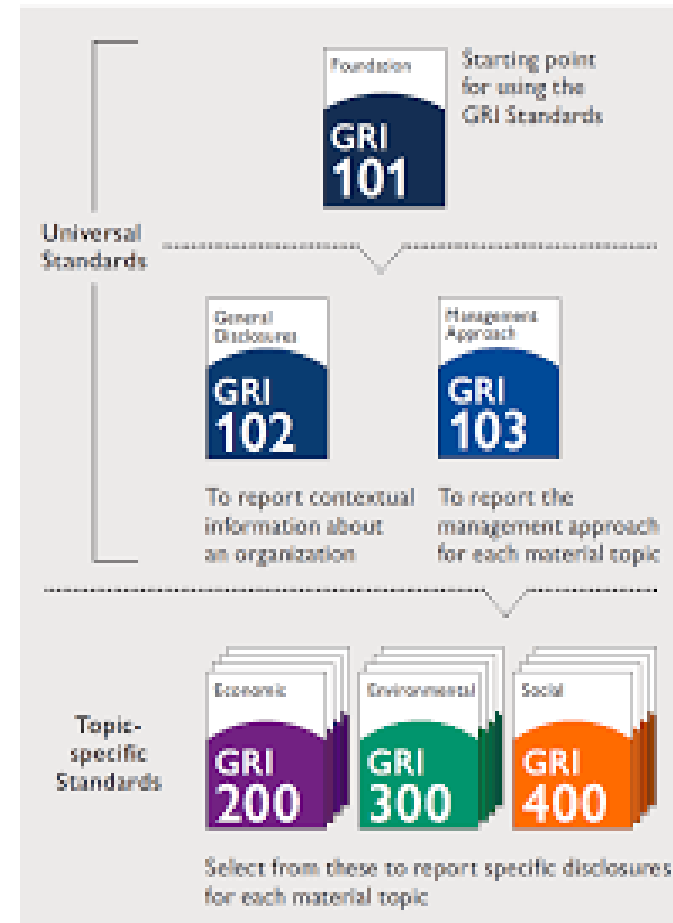 Foundation
GRI
101
Starting point
for using the
GRI Standards
Universal
Standards
General
Disclosures
GRI
102
Management
Approach
GRI
103
To report contextual
information about
an organization
To report the
management approach
for each material topic
Topic-
specific
Standards
Economic
GRI
200
Environmental
GRI
300
Social
GRI
400
Select from these to report specific disclosures
for each material topic